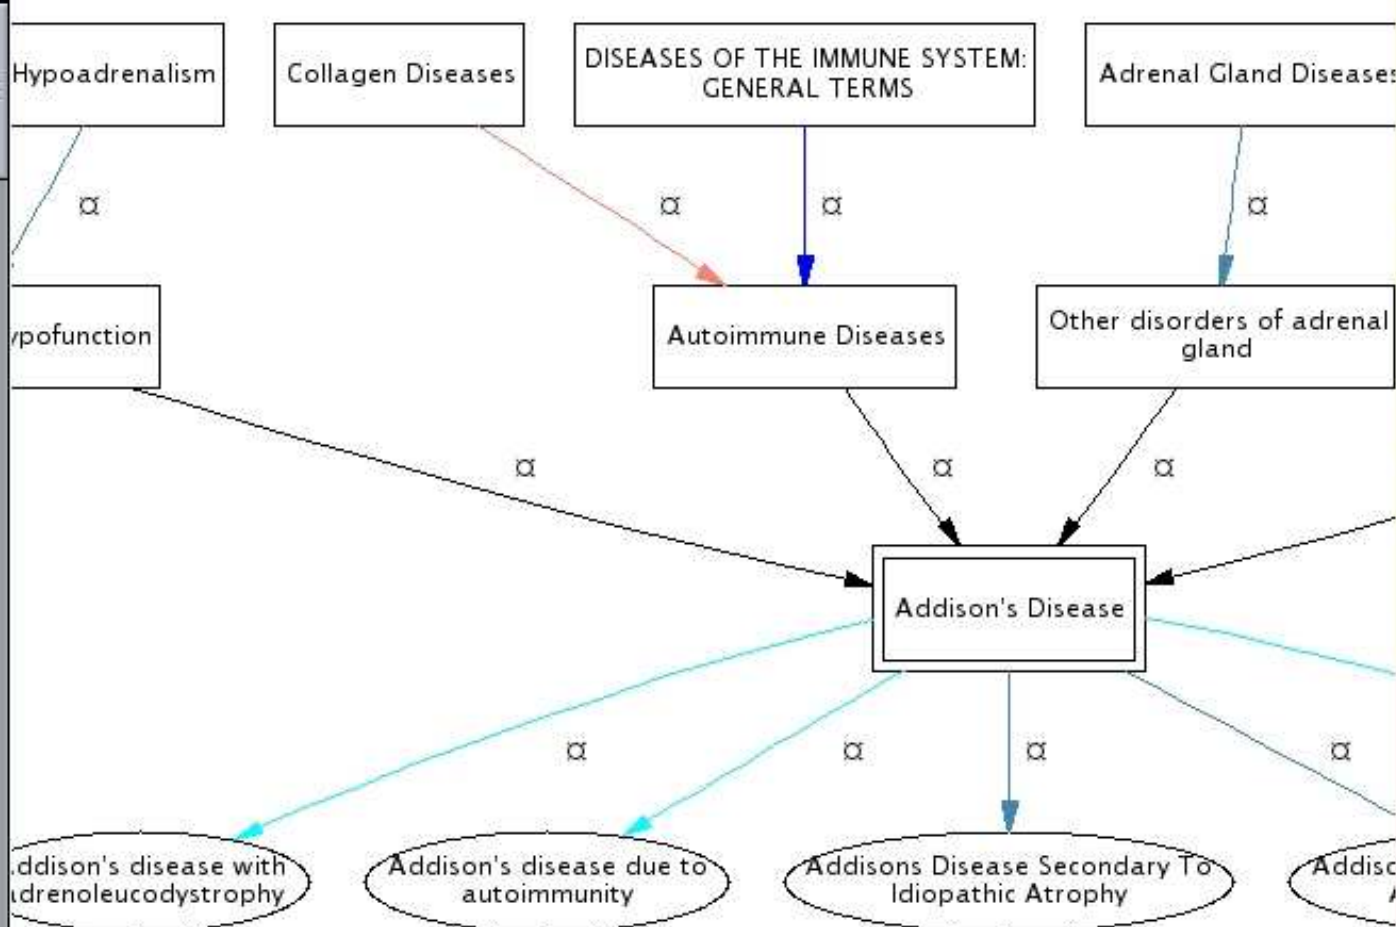 Hypoadrenalism
Collagen Diseases
DISEASES OF THE IMMUNE SYSTEM:
GENERAL TERMS
Adrenal Gland Diseases
¤
¤
¤
¤
ypofunction
Autoimmune Diseases
Other disorders of adrenal
gland
¤
¤
¤
Addison's Disease
¤
¤
¤
¤
ddison's disease with
drenoleucodystrophy
Addison's disease due to
autoimmunity
Addisons Disease Secondary To
Idiopathic Atrophy
Addisc